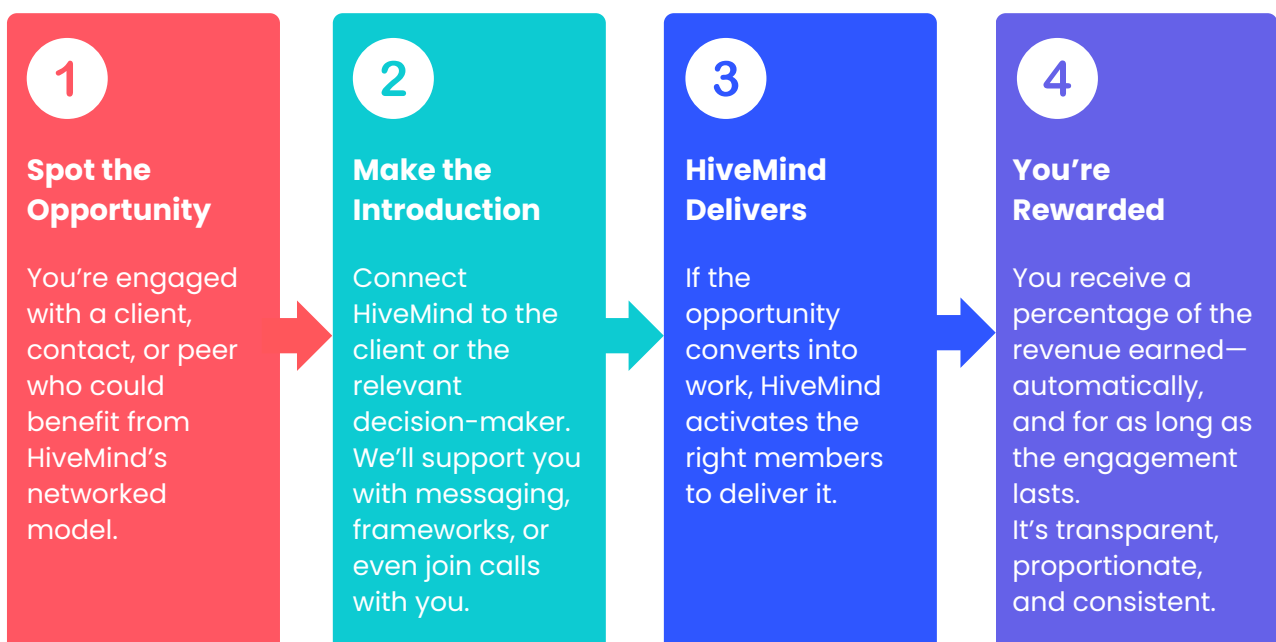 1
Spot the
Opportunity
You’re engaged
with a client,
contact, or peer
who could
benefit from
HiveMind’s
networked
model.
2
Make the
Introduction
Connect
HiveMind to the
client or the
relevant
decision-maker.
We’ll support you
with messaging,
frameworks, or
even join calls
with you.
3
HiveMind
Delivers
If the
opportunity
converts into
work, HiveMind
activates the
right members
to deliver it.
4
You’re
Rewarded
You receive a
percentage of the
revenue earned—
automatically,
and for as long as
the engagement
lasts.
It’s transparent,
proportionate,
and consistent.